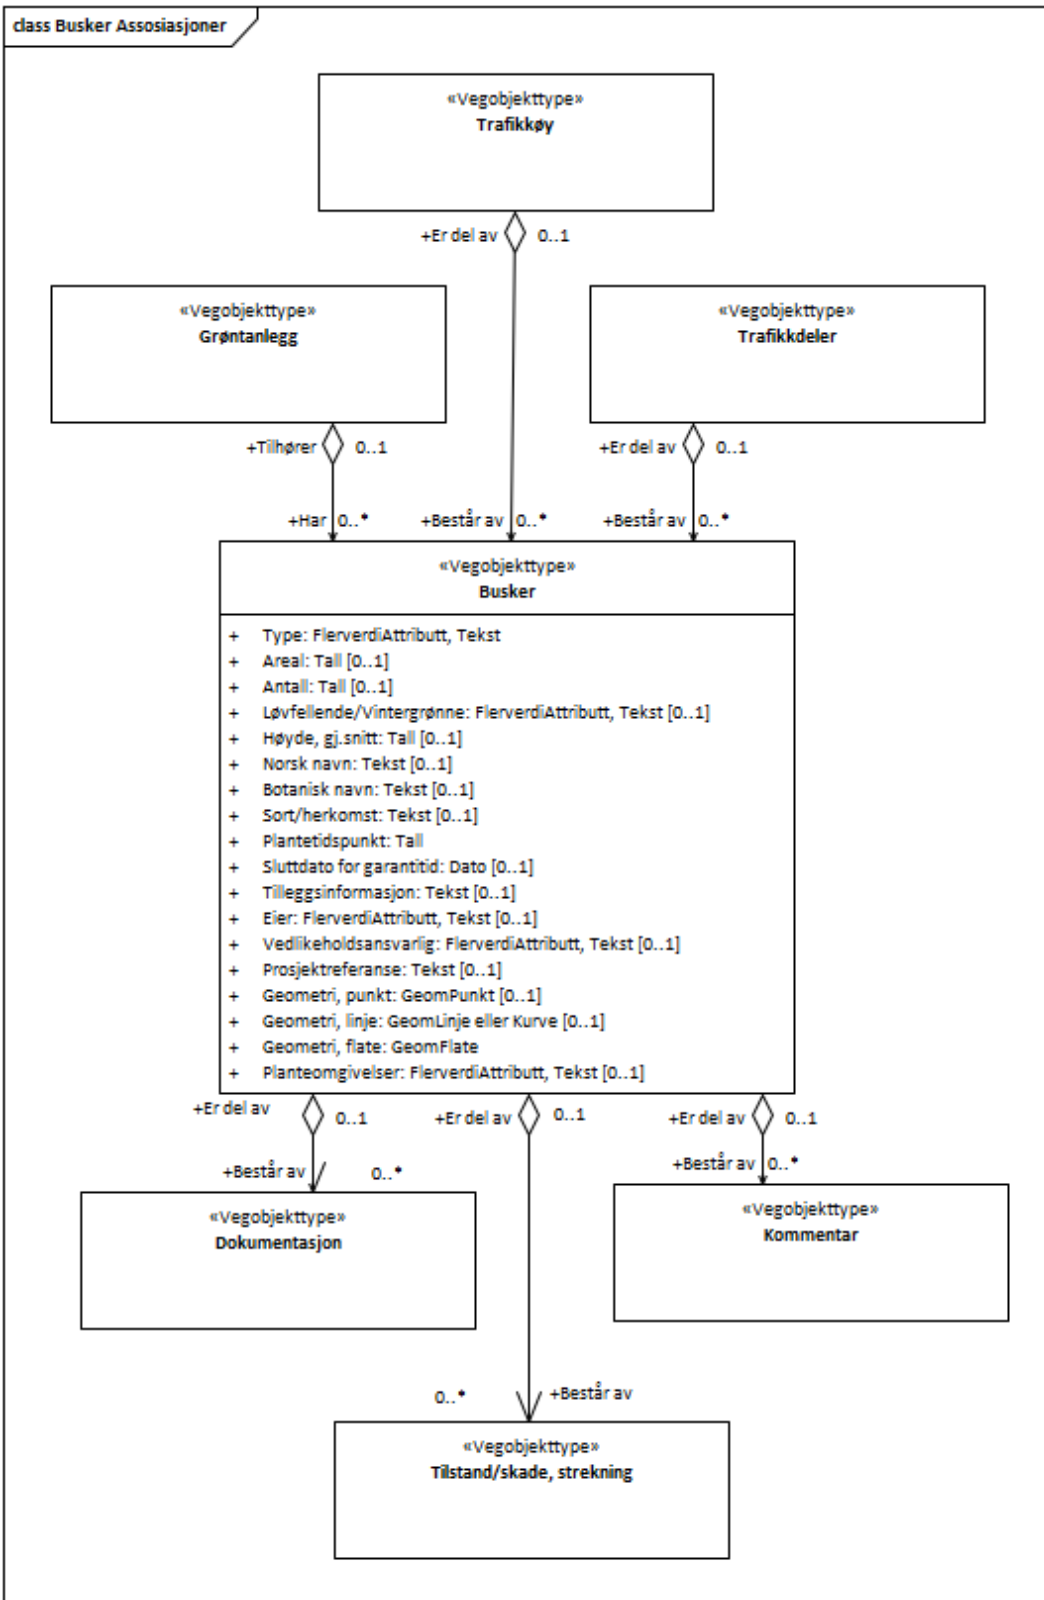 class Busker Assosiasjoner
«Vegobjekttype»
Trafikkøy
+Er del av 0..1
«Vegobjekttype»
Grøntanlegg
«Vegobjekttype»
Trafikkdeler
+Tilhører 0..1
+Er del av 0..1
+Har 0..*
+Består av 0..*
+Består av 0..*
«Vegobjekttype»
Busker
+ Type: FlerverdiAttributt, Tekst
+ Areal: Tall [0..1]
+ Antall: Tall [0..1]
+ Løvfellende/Vintergrønne: FlerverdiAttributt, Tekst [0..1]
+ Høyde, gj.snitt: Tall [0..1]
+ Norsk navn: Tekst [0..1]
+ Botanisk navn: Tekst [0..1]
+ Sort/herkomst: Tekst [0..1]
+ Plantetidspunkt: Tall
+ Sluttdato for garantitid: Dato [0..1]
+ Tilleggsinformasjon: Tekst [0..1]
+ Eier: FlerverdiAttributt, Tekst [0..1]
+ Vedlikeholdsansvarlig: FlerverdiAttributt, Tekst [0..1]
+ Prosjektreferanse: Tekst [0..1]
+ Geometri, punkt: GeomPunkt [0..1]
+ Geometri, linje: GeomLinje eller Kurve [0..1]
+ Geometri, flate: GeomFlate
+ Planteomgivelser: FlerverdiAttributt, Tekst [0..1]
+Er del av 0..1
+Er del av 0..1
+Er del av 0..1
+Består av 0..*
+Består av 0..*
«Vegobjekttype»
Dokumentasjon
«Vegobjekttype»
Kommentar
0..* +Består av
«Vegobjekttype»
Tilstand/skade, strekning